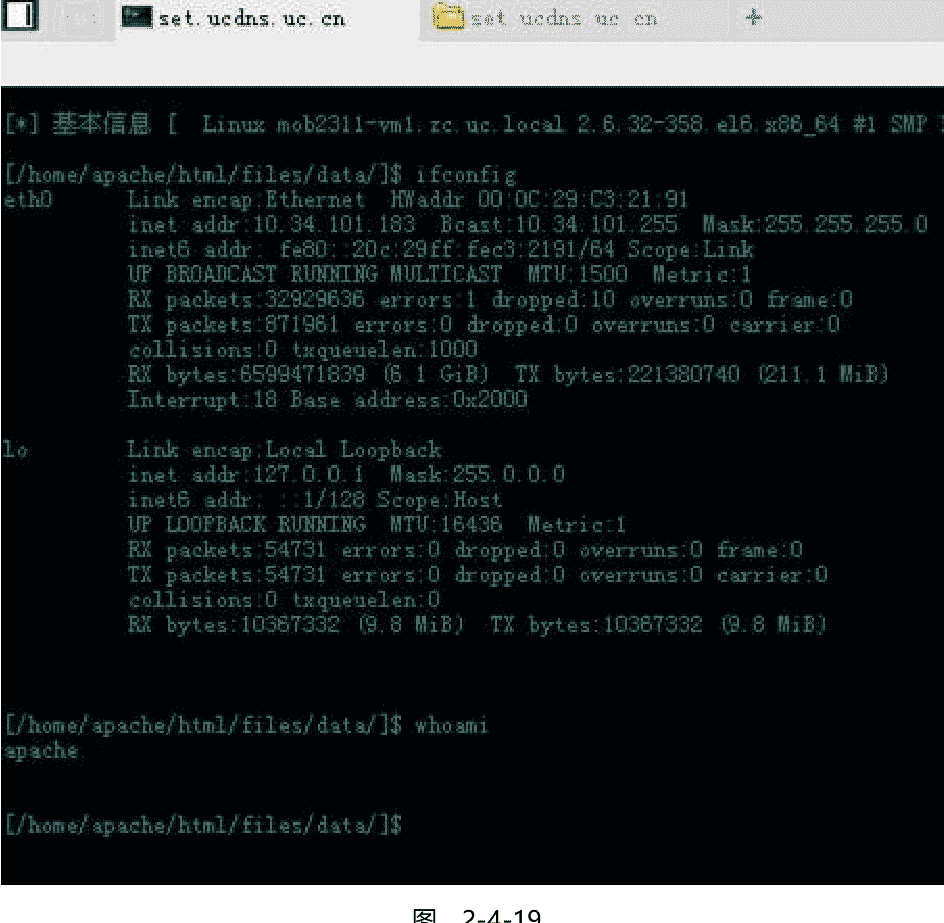 set.ucdns.uc.cn set.ucdns.uc.cn +
[*] 基本信息 [ Linux mob2311-vm1.zc.uc.local 2.6.32-358.el6.x86_64 #1 SMP
[/home/apache/html/files/data/]$ ifconfig
eth0 Link encap:Ethernet HWaddr 00:0C:29:C3:21:91
inet addr:10.34.101.183 Bcast:10.34.101.255 Mask:255.255.255.0
inet6 addr: fe80::20c:29ff:fec3:2191/64 Scope:Link
UP BROADCAST RUNNING MULTICAST MTU:1500 Metric:1
RX packets:32929636 errors:1 dropped:10 overruns:0 frame:0
TX packets:871961 errors:0 dropped:0 overruns:0 carrier:0
collisions:0 txqueuelen:1000
RX bytes:6599471839 (6.1 GiB) TX bytes:221380740 (211.1 MiB)
Interrupt:18 Base address:0x2000
lo Link encap:Local Loopback
inet addr:127.0.0.1 Mask:255.0.0.0
inet6 addr: ::1/128 Scope:Host
UP LOOPBACK RUNNING MTU:16436 Metric:1
RX packets:54731 errors:0 dropped:0 overruns:0 frame:0
TX packets:54731 errors:0 dropped:0 overruns:0 carrier:0
collisions:0 txqueuelen:0
RX bytes:10367332 (9.8 MiB) TX bytes:10367332 (9.8 MiB)
[/home/apache/html/files/data/]$ whoami
apache
[/home/apache/html/files/data/]$
图 2-4-19